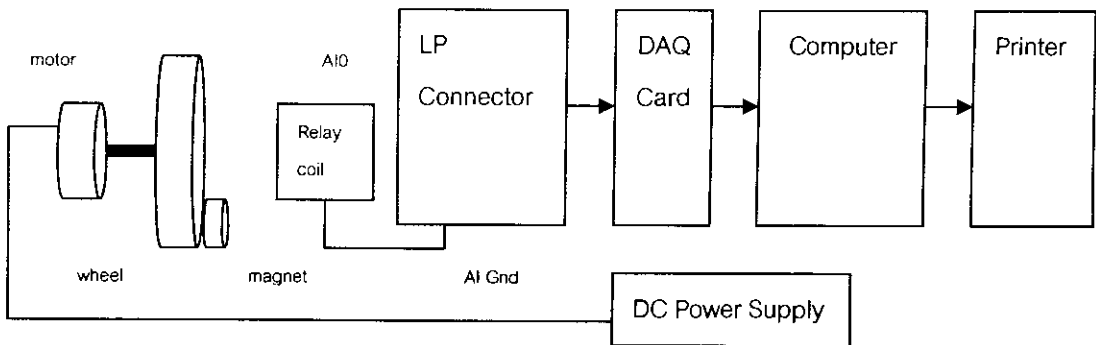 motor
AI0
LP
Connector
DAQ
Card
Computer
Printer
Relay
coil
wheel
magnet
AI Gnd
DC Power Supply